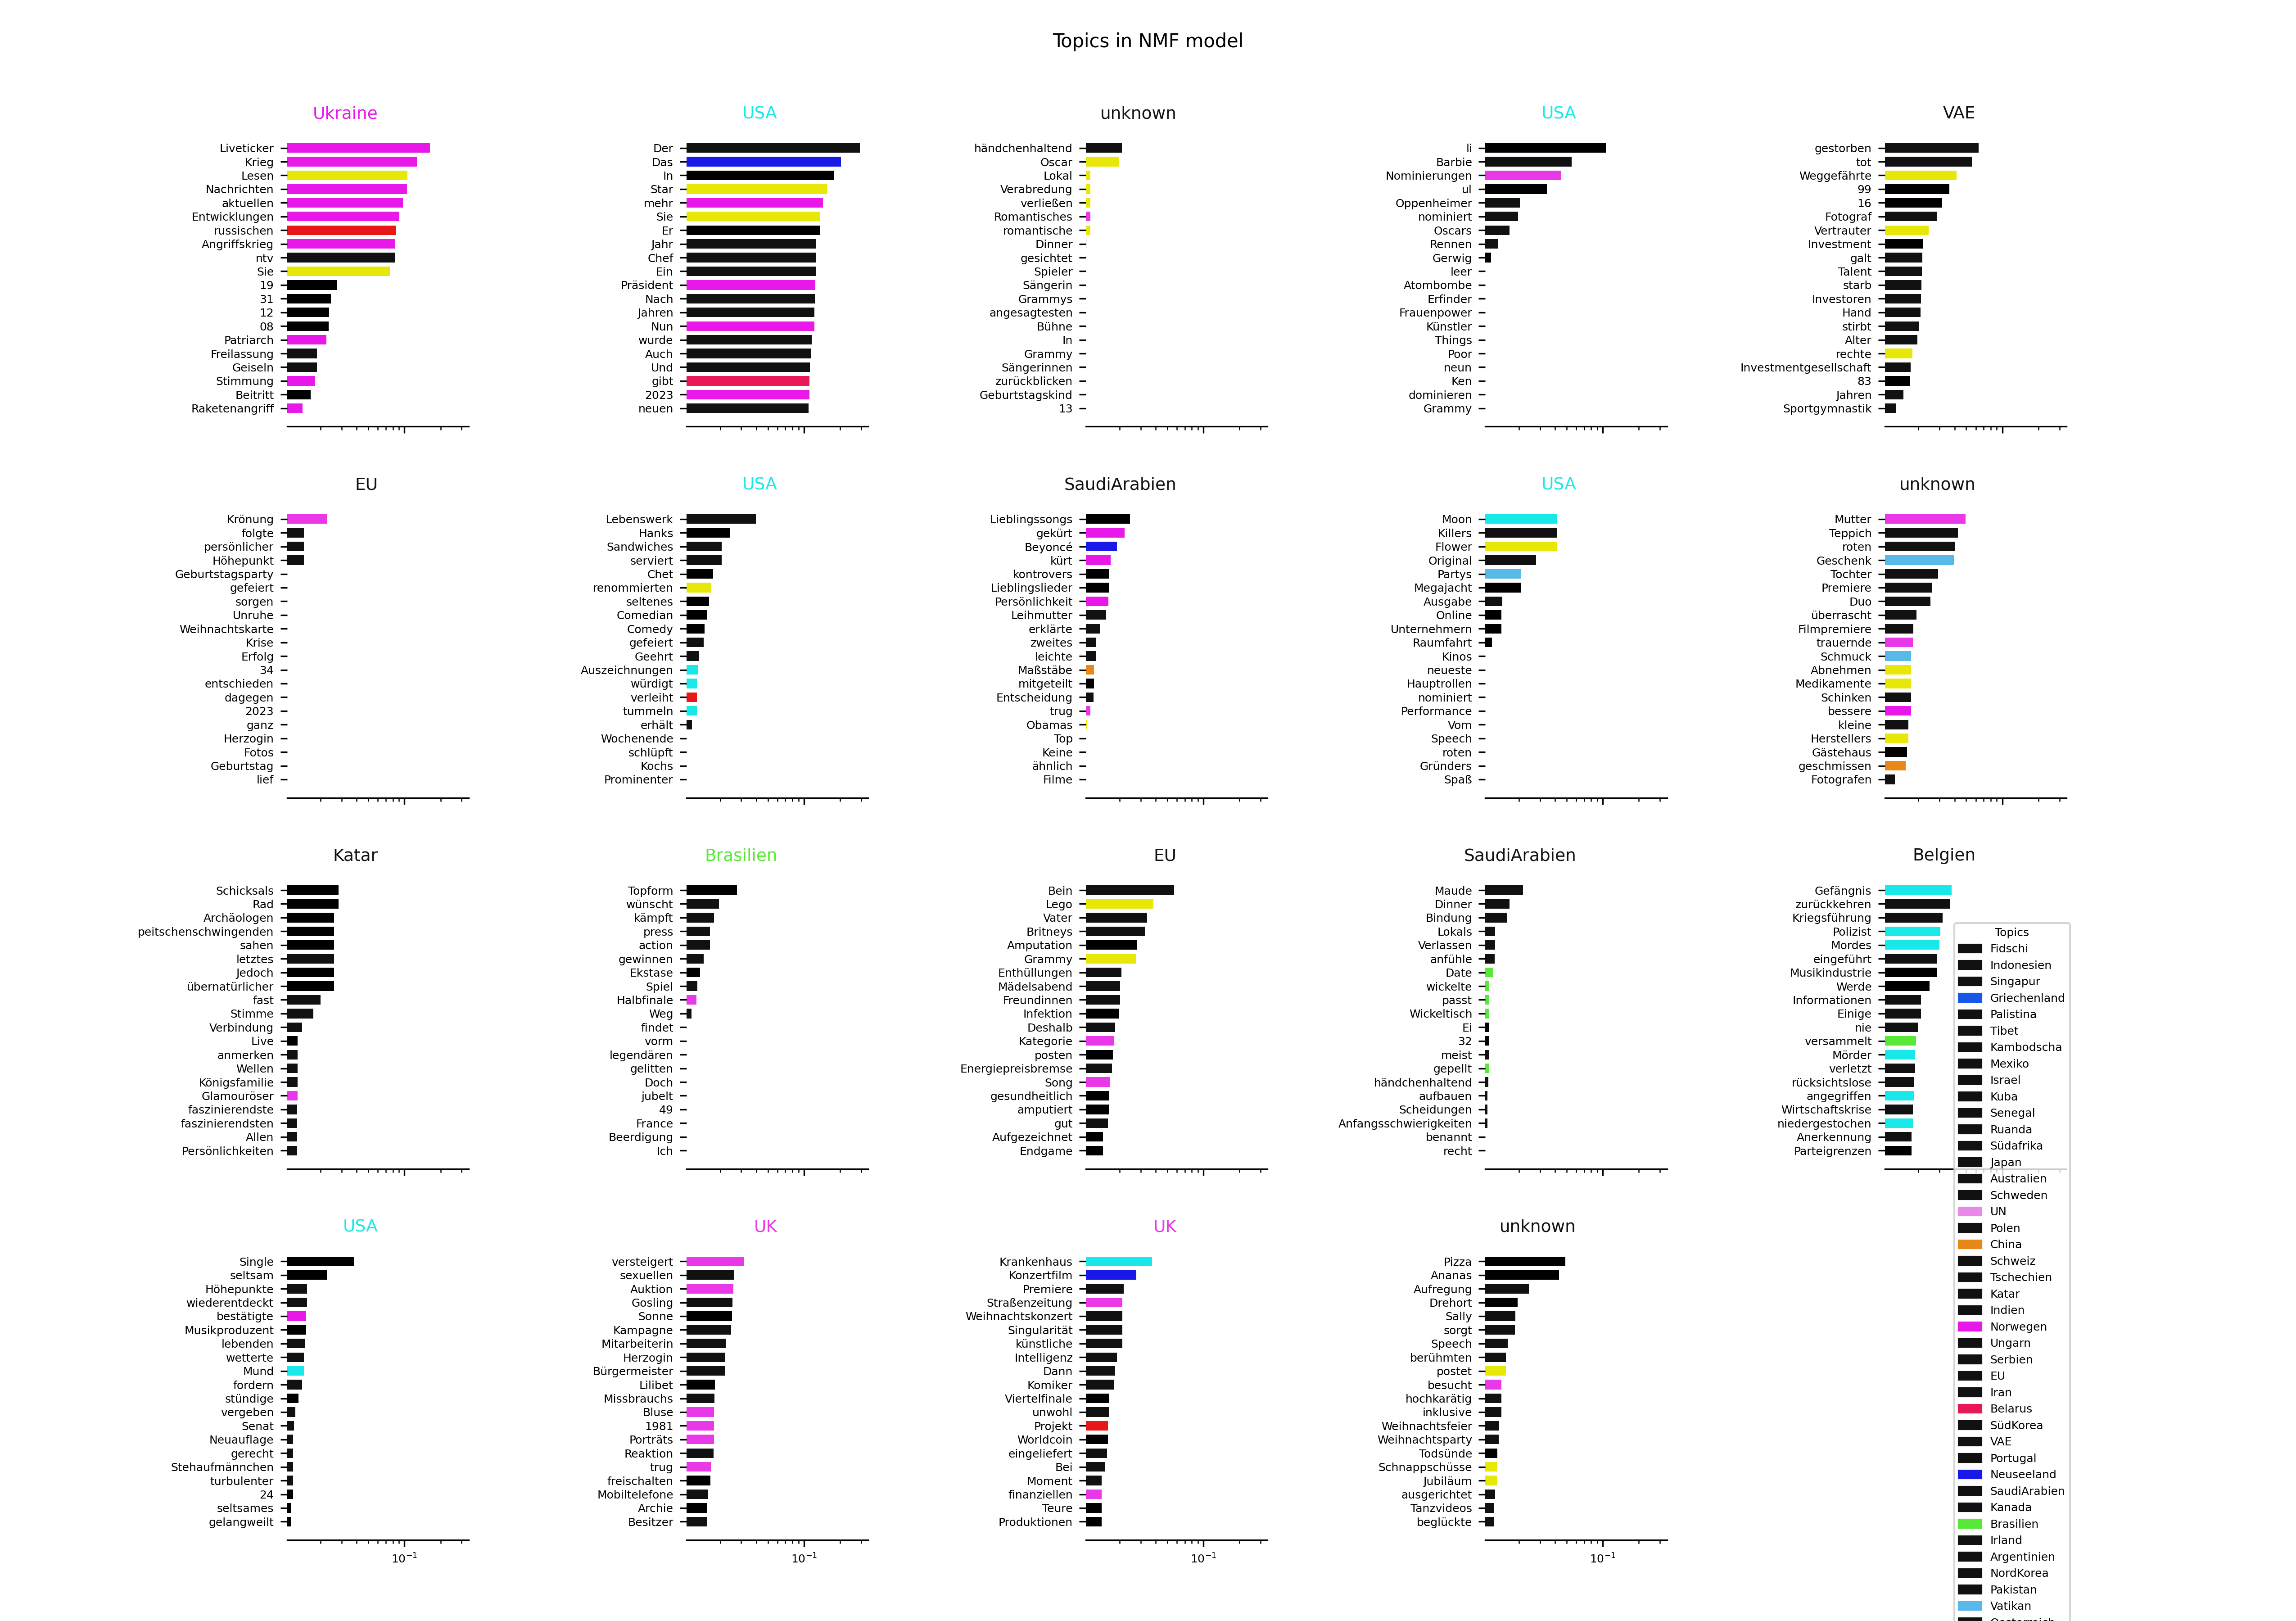 Topics in NMF model
Ukraine
Liveticker
Krieg
Lesen
Nachrichten
aktuellen
Entwicklungen
russischen
Angriffskrieg
ntv
Sie
19
31
12
08
Patriarch
Freilassung
Geiseln
Stimmung
Beitritt
Raketenangriff
USA
Der
Das
In
Star
mehr
Sie
Er
Jahr
Chef
Ein
Präsident
Nach
Jahren
Nun
wurde
Auch
Und
gibt
2023
neuen
unknown
händchenhaltend
Oscar
Lokal
Verabredung
verließen
Romantisches
romantische
Dinner
gesichtet
Spieler
Sängerin
Grammys
angesagtesten
Bühne
In
Grammy
Sängerinnen
zurückblicken
Geburtstagskind
13
USA
li
Barbie
Nominierungen
ul
Oppenheimer
nominiert
Oscars
Rennen
Gerwig
leer
Atombombe
Erfinder
Frauenpower
Künstler
Things
Poor
neun
Ken
dominieren
Grammy
VAE
gestorben
tot
Weggefährte
99
16
Fotograf
Vertrauter
Investment
galt
Talent
starb
Investoren
Hand
stirbt
Alter
rechte
Investmentgesellschaft
83
Jahren
Sportgymnastik
EU
Krönung
folgte
persönlicher
Höhepunkt
Geburtstagsparty
gefeiert
sorgen
Unruhe
Weihnachtskarte
Krise
Erfolg
34
entschieden
dagegen
2023
ganz
Herzogin
Fotos
Geburtstag
lief
USA
Lebenswerk
Hanks
Sandwiches
serviert
Chet
renommierten
seltenes
Comedian
Comedy
gefeiert
Geehrt
Auszeichnungen
würdigt
verleiht
tummeln
erhält
Wochenende
schlüpft
Kochs
Prominenter
SaudiArabien
Lieblingssongs
gekürt
Beyoncé
kürt
kontrovers
Lieblingslieder
Persönlichkeit
Leihmutter
erklärte
zweites
leichte
Maßstäbe
mitgeteilt
Entscheidung
trug
Obamas
Top
Keine
ähnlich
Filme
USA
Moon
Killers
Flower
Original
Partys
Megajacht
Ausgabe
Online
Unternehmern
Raumfahrt
Kinos
neueste
Hauptrollen
nominiert
Performance
Vom
Speech
roten
Gründers
Spaß
unknown
Mutter
Teppich
roten
Geschenk
Tochter
Premiere
Duo
überrascht
Filmpremiere
trauernde
Schmuck
Abnehmen
Medikamente
Schinken
bessere
kleine
Herstellers
Gästehaus
geschmissen
Fotografen
Katar
Schicksals
Rad
Archäologen
peitschenschwingenden
sahen
letztes
Jedoch
übernatürlicher
fast
Stimme
Verbindung
Live
anmerken
Wellen
Königsfamilie
Glamouröser
faszinierendste
faszinierendsten
Allen
Persönlichkeiten
Brasilien
Topform
wünscht
kämpft
press
action
gewinnen
Ekstase
Spiel
Halbfinale
Weg
findet
vorm
legendären
gelitten
Doch
jubelt
49
France
Beerdigung
Ich
EU
Bein
Lego
Vater
Britneys
Amputation
Grammy
Enthüllungen
Mädelsabend
Freundinnen
Infektion
Deshalb
Kategorie
posten
Energiepreisbremse
Song
gesundheitlich
amputiert
gut
Aufgezeichnet
Endgame
SaudiArabien
Maude
Dinner
Bindung
Lokals
Verlassen
anfühle
Date
wickelte
passt
Wickeltisch
Ei
32
meist
gepellt
händchenhaltend
aufbauen
Scheidungen
Anfangsschwierigkeiten
benannt
recht
Belgien
Gefängnis
zurückkehren
Kriegsführung
Polizist
Mordes
eingeführt
Musikindustrie
Werde
Informationen
Einige
nie
versammelt
Mörder
verletzt
rücksichtslose
angegriffen
Wirtschaftskrise
niedergestochen
Anerkennung
Parteigrenzen
USA
Single
seltsam
Höhepunkte
wiederentdeckt
bestätigte
Musikproduzent
lebenden
wetterte
Mund
fordern
stündige
vergeben
Senat
Neuauflage
gerecht
Stehaufmännchen
turbulenter
24
seltsames
gelangweilt
10⁻¹
UK
versteigert
sexuellen
Auktion
Gosling
Sonne
Kampagne
Mitarbeiterin
Herzogin
Bürgermeister
Lilibet
Missbrauchs
Bluse
1981
Porträts
Reaktion
trug
freischalten
Mobiltelefone
Archie
Besitzer
10⁻¹
UK
Krankenhaus
Konzertfilm
Premiere
Straßenzeitung
Weihnachtskonzert
Singularität
künstliche
Intelligenz
Dann
Komiker
Viertelfinale
unwohl
Projekt
Worldcoin
eingeliefert
Bei
Moment
finanziellen
Teure
Produktionen
10⁻¹
unknown
Pizza
Ananas
Aufregung
Drehort
Sally
sorgt
Speech
berühmten
postet
besucht
hochkarätig
inklusive
Weihnachtsfeier
Weihnachtsparty
Todsünde
Schnappschüsse
Jubiläum
ausgerichtet
Tanzvideos
beglückte
10⁻¹
Topics
Fidschi
Indonesien
Singapur
Griechenland
Palistina
Tibet
Kambodscha
Mexiko
Israel
Kuba
Senegal
Ruanda
Südafrika
Japan
Australien
Schweden
UN
Polen
China
Schweiz
Tschechien
Katar
Indien
Norwegen
Ungarn
Serbien
EU
Iran
Belarus
SüdKorea
VAE
Portugal
Neuseeland
SaudiArabien
Kanada
Brasilien
Irland
Argentinien
NordKorea
Pakistan
Vatikan